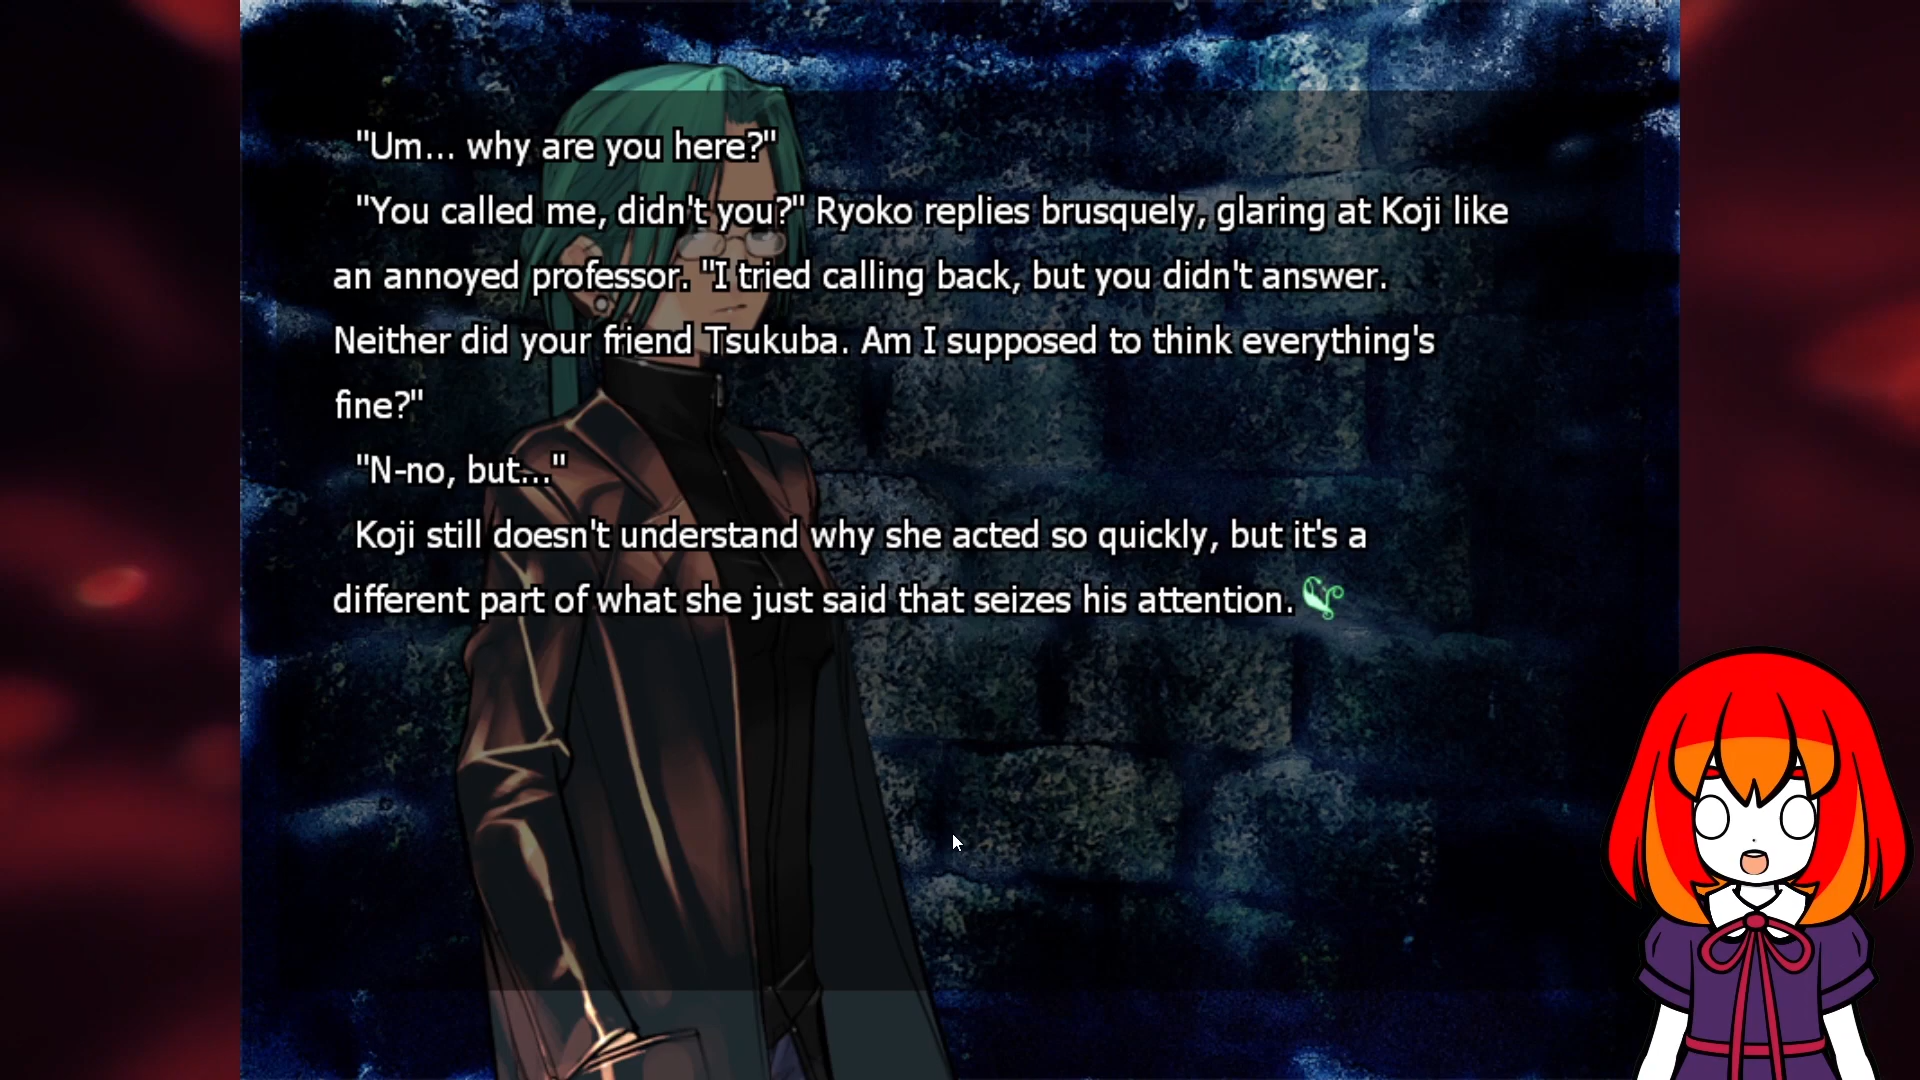 "Um... why are you here?"
"You called me, didn't you?" Ryoko replies brusquely, glaring at Koji like
an annoyed professor. "I tried calling back, but you didn't answer.
Neither did your friend Tsukuba. Am I supposed to think everything's
fine?"
"N-no, but..."
Koji still doesn't understand why she acted so quickly, but it's a
different part of what she just said that seizes his attention.